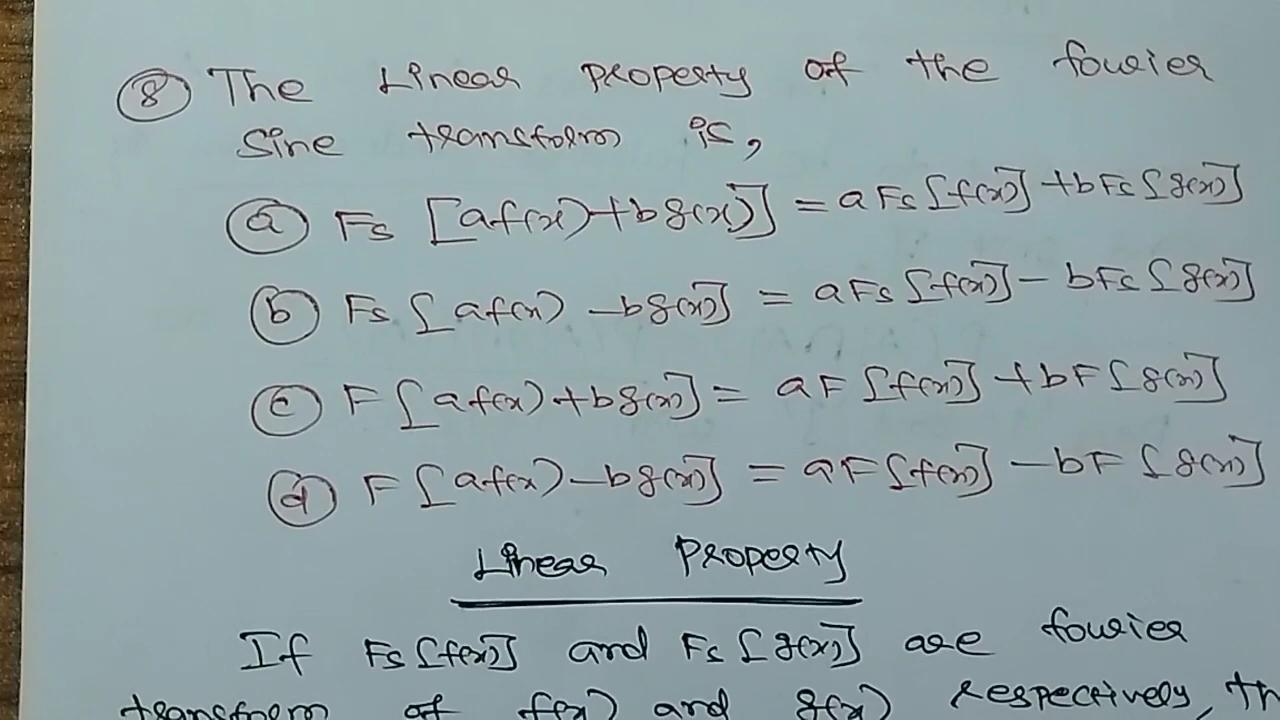 ⑧ The Linear property of the fourier
Sine transform is,
ⓐ Fs [af(x)+bg(x)] = aFs[f(x)]+bFs[g(x)]
ⓑ Fs[af(x) -bg(x)] = aFs[f(x)]- bFs[g(x)]
ⓒ F[af(x)+bg(x)] = aF[f(x)]+bF[g(x)]
ⓓ F[af(x)-bg(x)] = aF[f(x)] -bF[g(x)]
Linear Property
If Fs[f(x)] and Fs[g(x)] are fourier
transform of f(x) and g(x) respectively, th